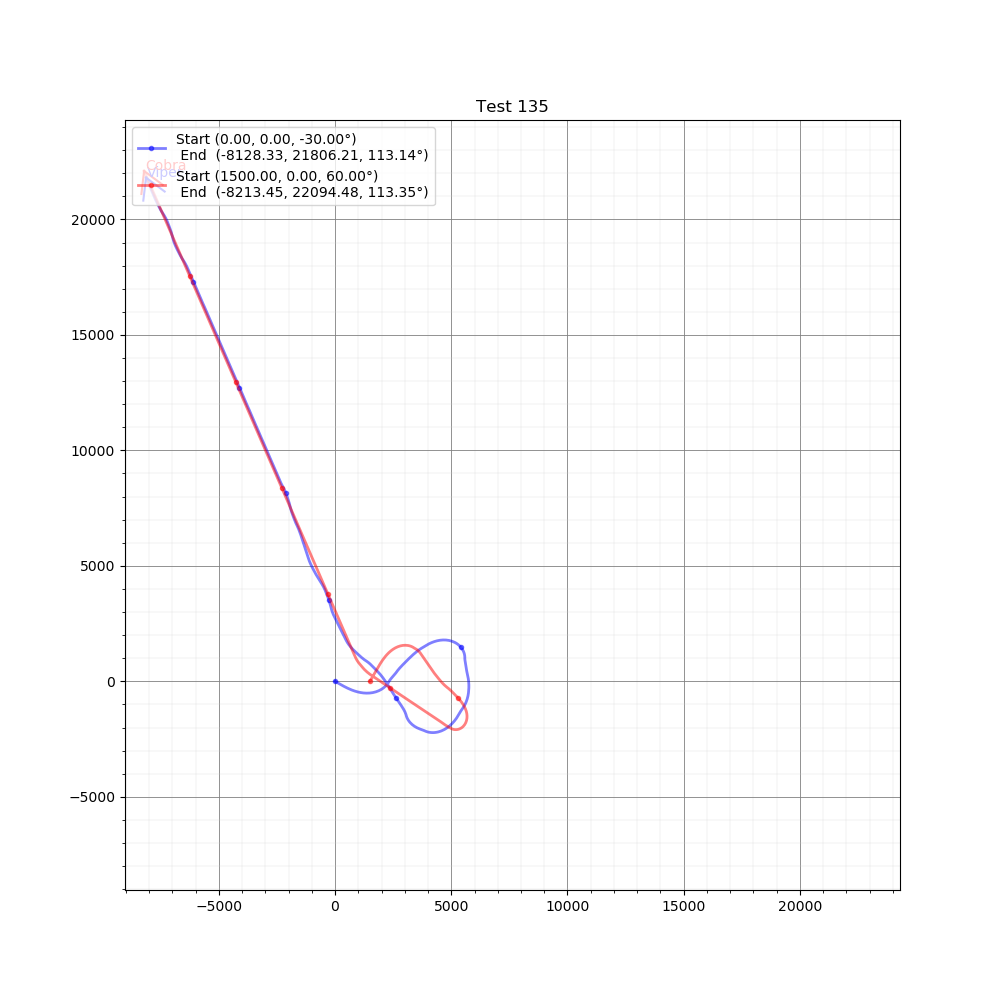 Test 135
Start (0.00, 0.00, -30.00°)
End (-8128.33, 21806.21, 113.14°)
Start (1500.00, 0.00, 60.00°)
End (-8213.45, 22094.48, 113.35°)
Cobra
Viper
20000
15000
10000
5000
0
−5000
−5000
0
5000
10000
15000
20000